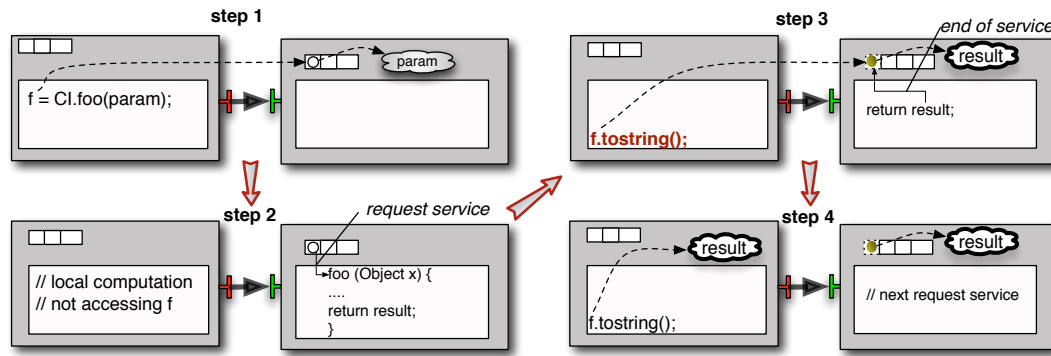 step 1
param
f = CI.foo(param);
step 2
request service
// local computation
// not accessing f
foo (Object x) {
....
return result;
}
step 3
end of service
result
return result;
f.tostring();
step 4
result
result
// next request service
f.tostring();